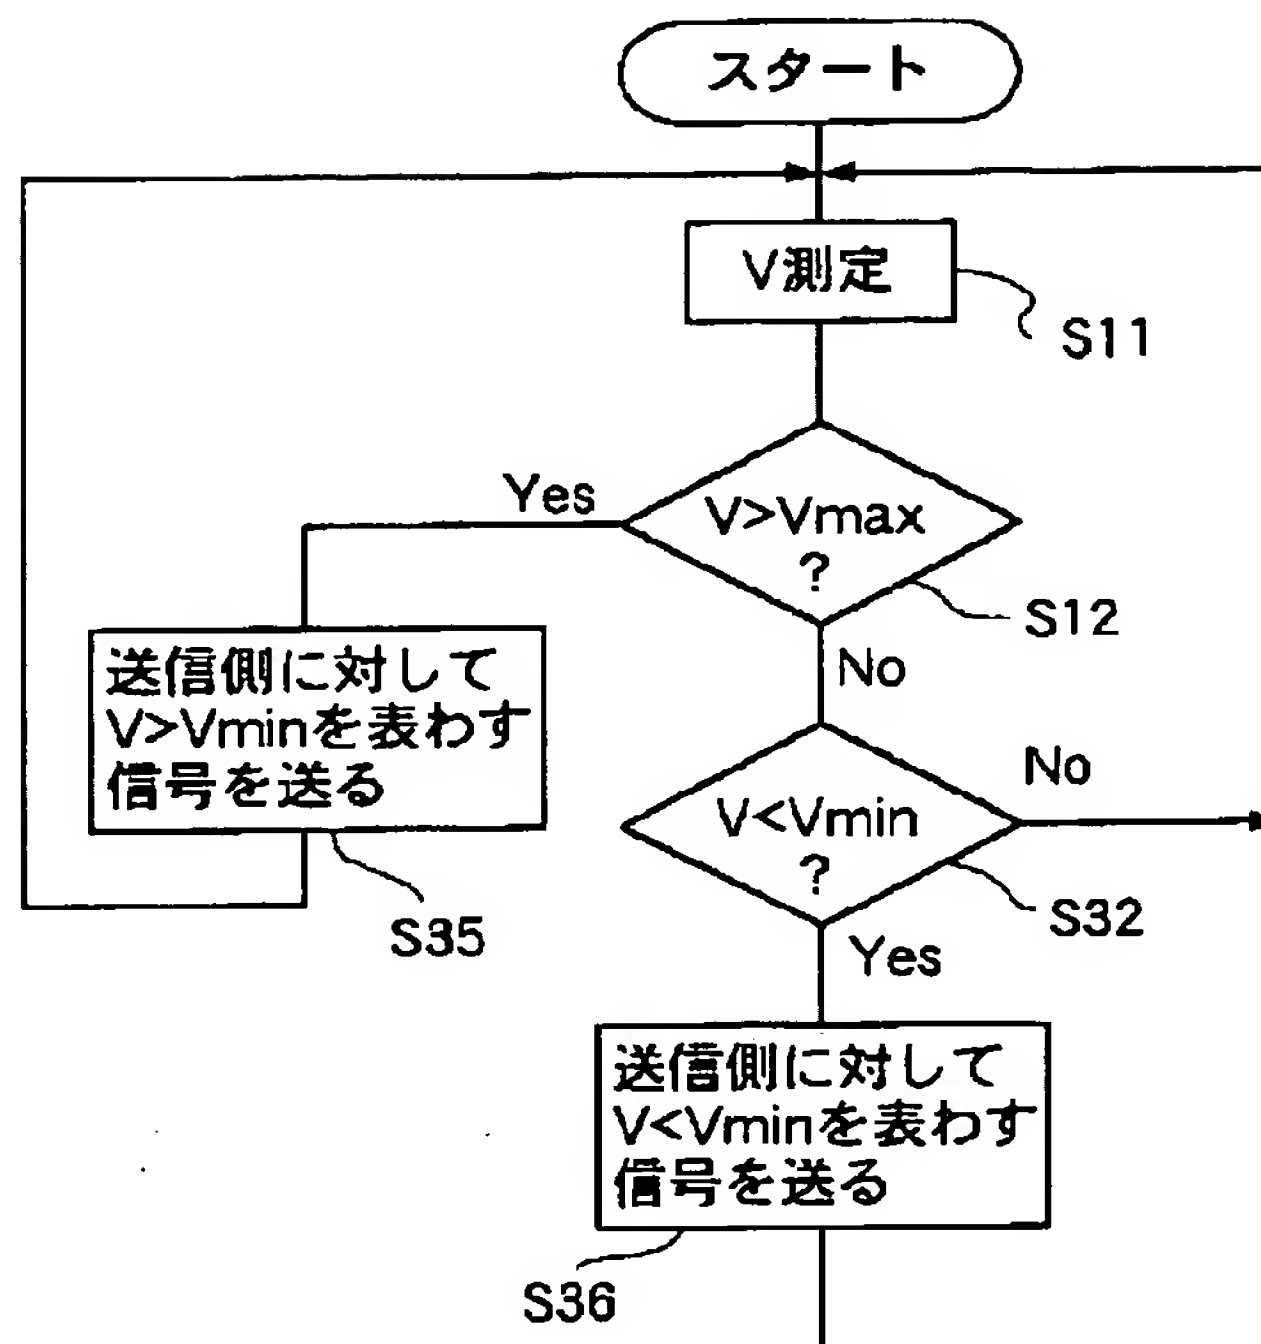 スタート
V測定
S11
Yes
V>Vmax
?
S12
No
送信側に対して
V>Vminを表わす
信号を送る
No
V<Vmin
?
S32
S35
Yes
送信側に対して
V<Vminを表わす
信号を送る
S36